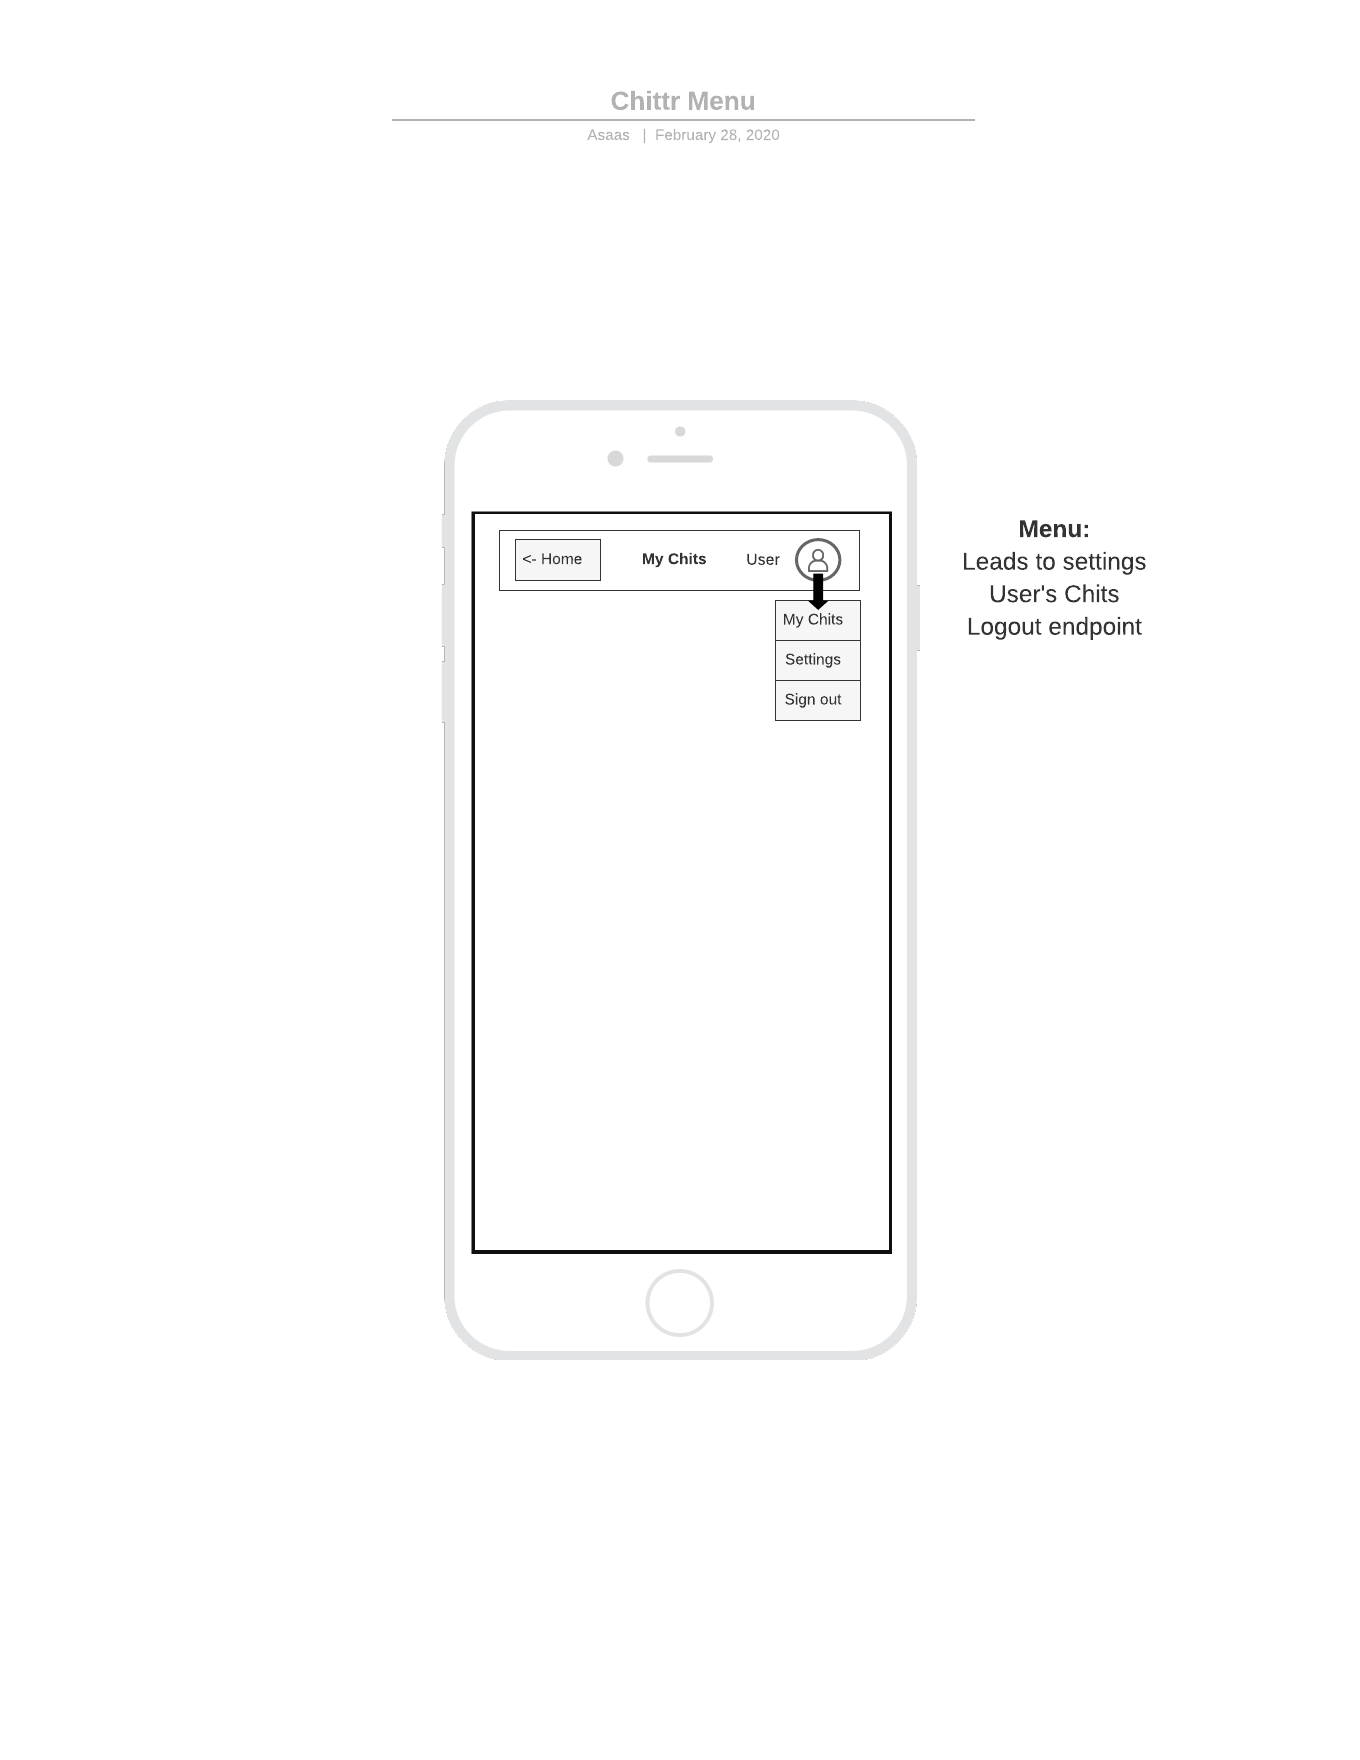 Chittr Menu
Asaas | February 28, 2020
<- Home My Chits User
My Chits
Settings
Sign out
Menu:
Leads to settings
User's Chits
Logout endpoint